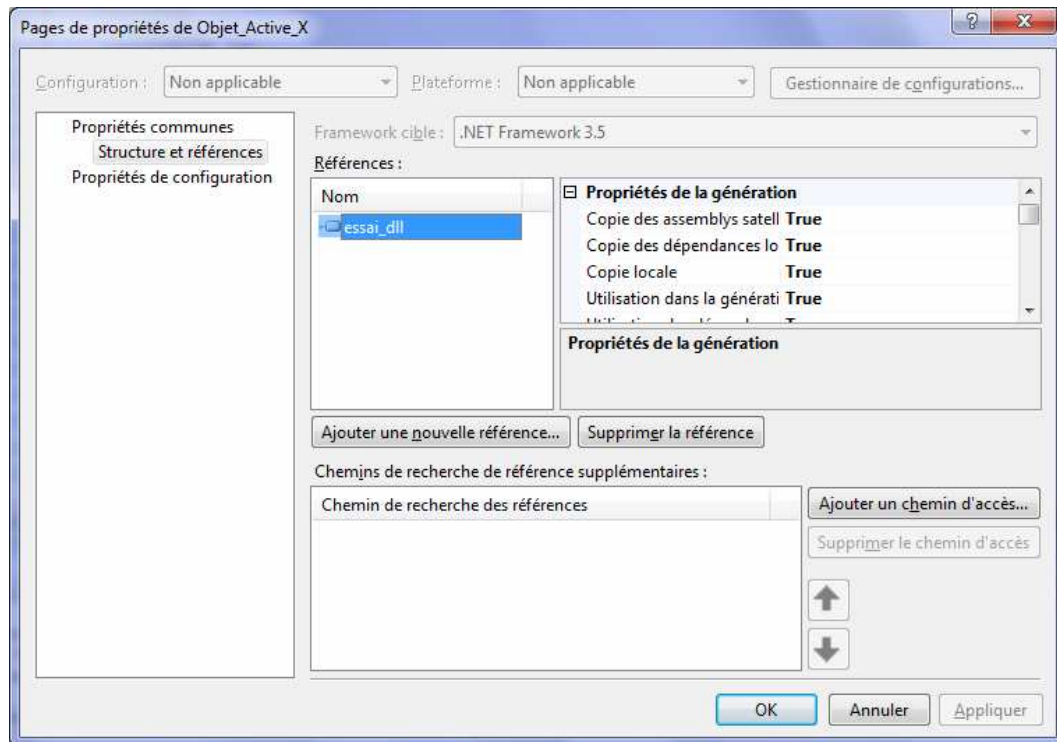 Pages de propriétés de Objet_Active_X
Configuration : Non applicable Plateforme : Non applicable Gestionnaire de configurations...
Propriétés communes
Structure et références
Propriétés de configuration
Framework cible : .NET Framework 3.5
Références :
Nom
essai_dll
Propriétés de la génération
Copie des assemblys satell True
Copie des dépendances lo True
Copie locale True
Utilisation dans la générati True
Propriétés de la génération
Ajouter une nouvelle référence... Supprimer la référence
Chemins de recherche de référence supplémentaires :
Chemin de recherche des références
Ajouter un chemin d'accès...
Supprimer le chemin d'accès
OK Annuler Appliquer